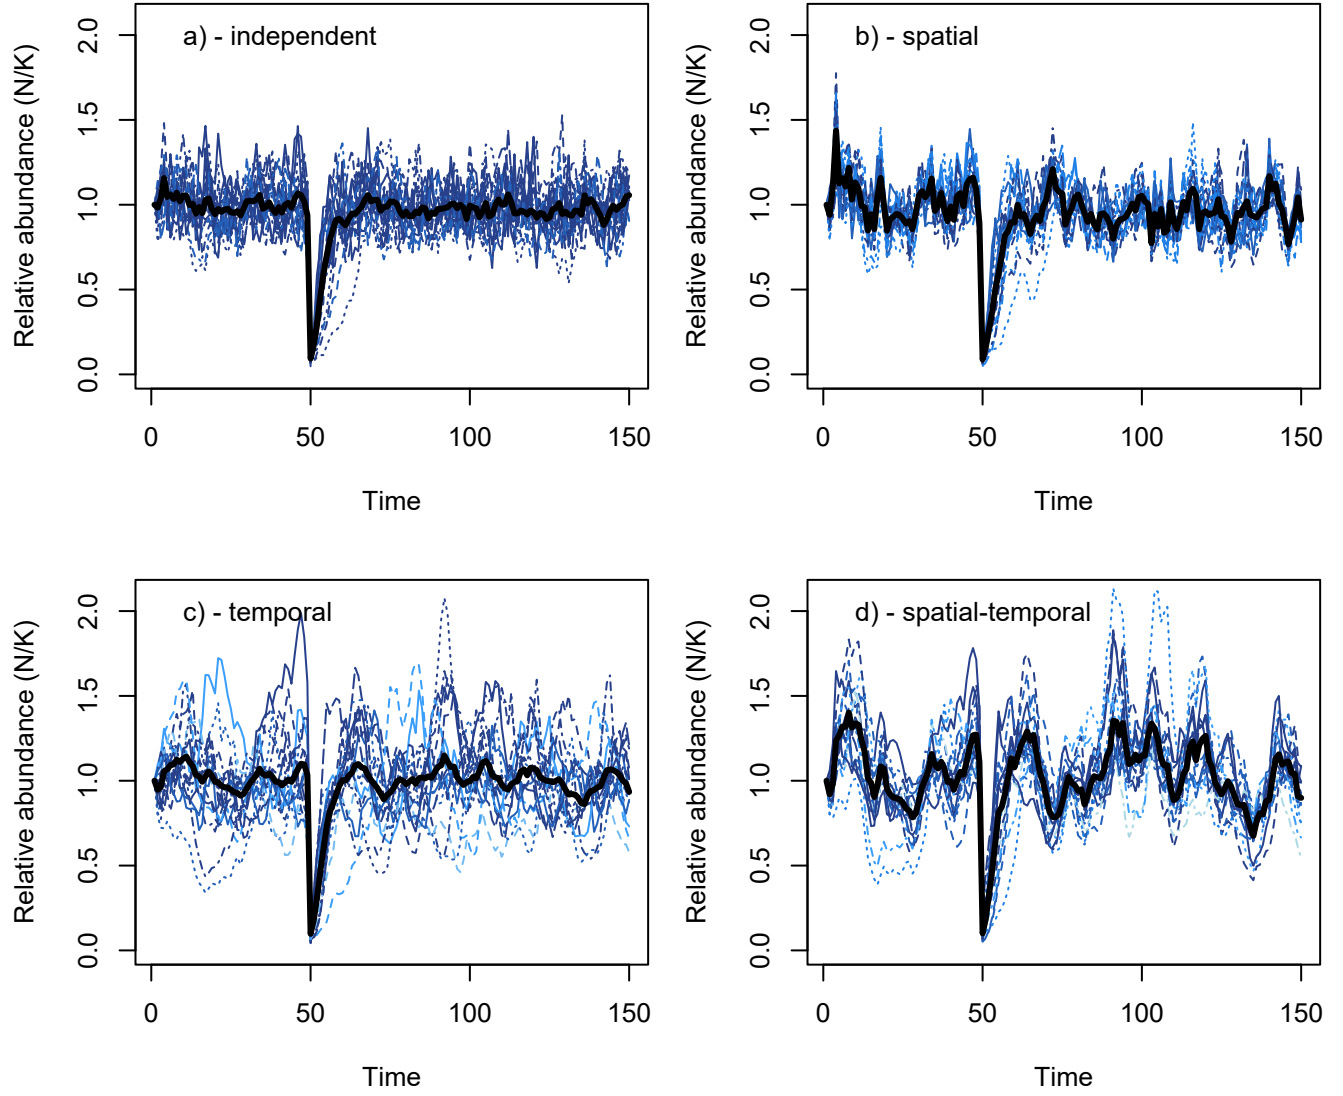 a) - independent
Relative abundance (N/K)
0.0 0.5 1.0 1.5 2.0
0 50 100 150
Time
b) - spatial
Relative abundance (N/K)
0.0 0.5 1.0 1.5 2.0
0 50 100 150
Time
c) - temporal
Relative abundance (N/K)
0.0 0.5 1.0 1.5 2.0
0 50 100 150
Time
d) - spatial-temporal
Relative abundance (N/K)
0.0 0.5 1.0 1.5 2.0
0 50 100 150
Time